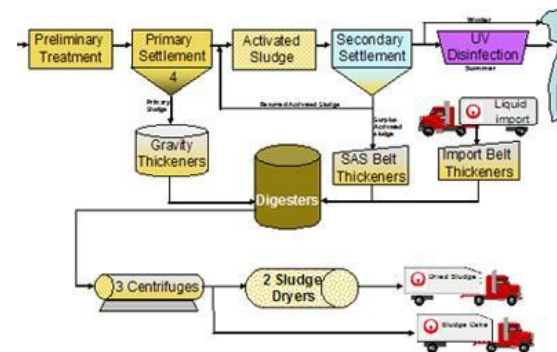 Preliminary
Treatment
Primary
Settlement
4
Activated
Sludge
Secondary
Settlement
Winter
UV
Disinfection
Summer
Primary
Sludge
Returned Activated Sludge
Surplus
Activated
Sludge
Liquid
import
Gravity
Thickeners
SAS Belt
Thickeners
Import Belt
Thickeners
Digesters
3 Centrifuges
2 Sludge
Dryers
Dried Sludge
Sludge Cake